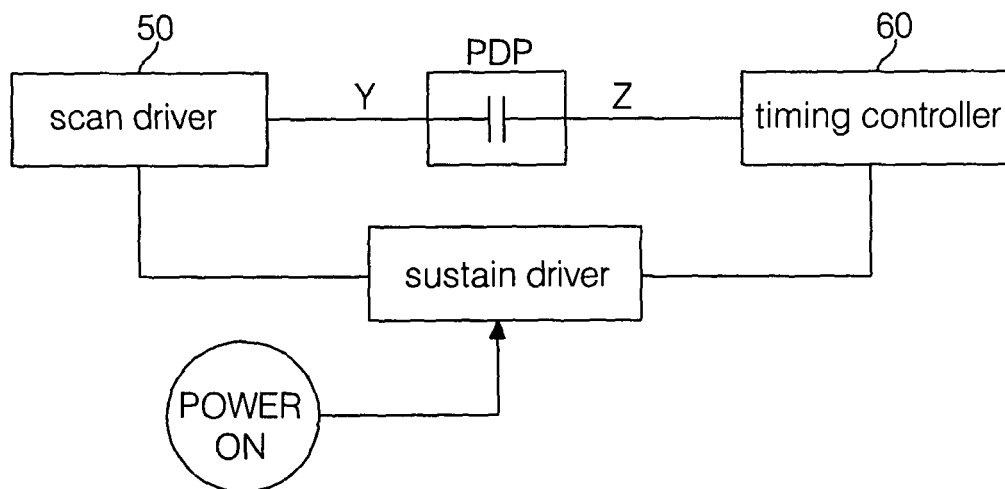 50
PDP
60
scan driver
Y
Z
timing controller
sustain driver
POWER
ON